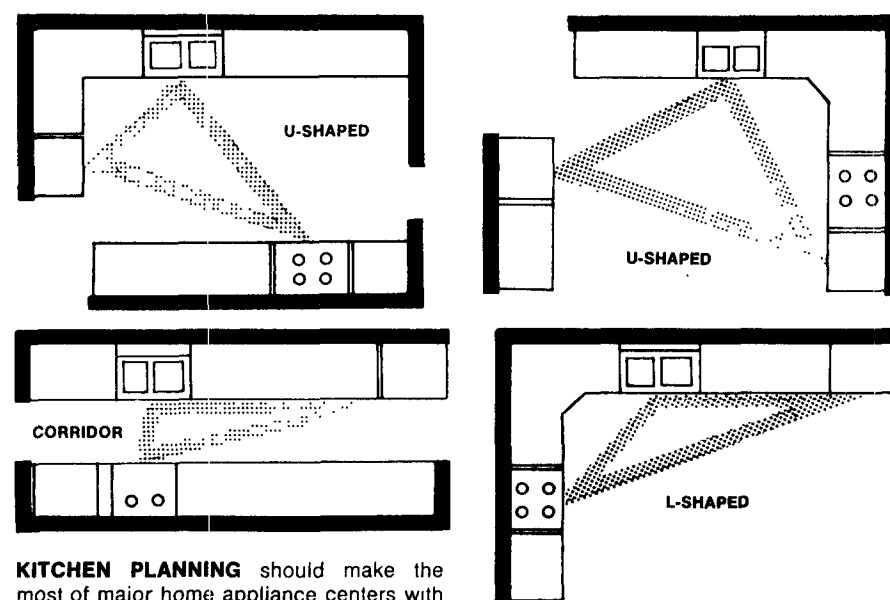 U-SHAPED
U-SHAPED
CORRIDOR
L-SHAPED
KITCHEN PLANNING should make the
most of major home appliance centers with